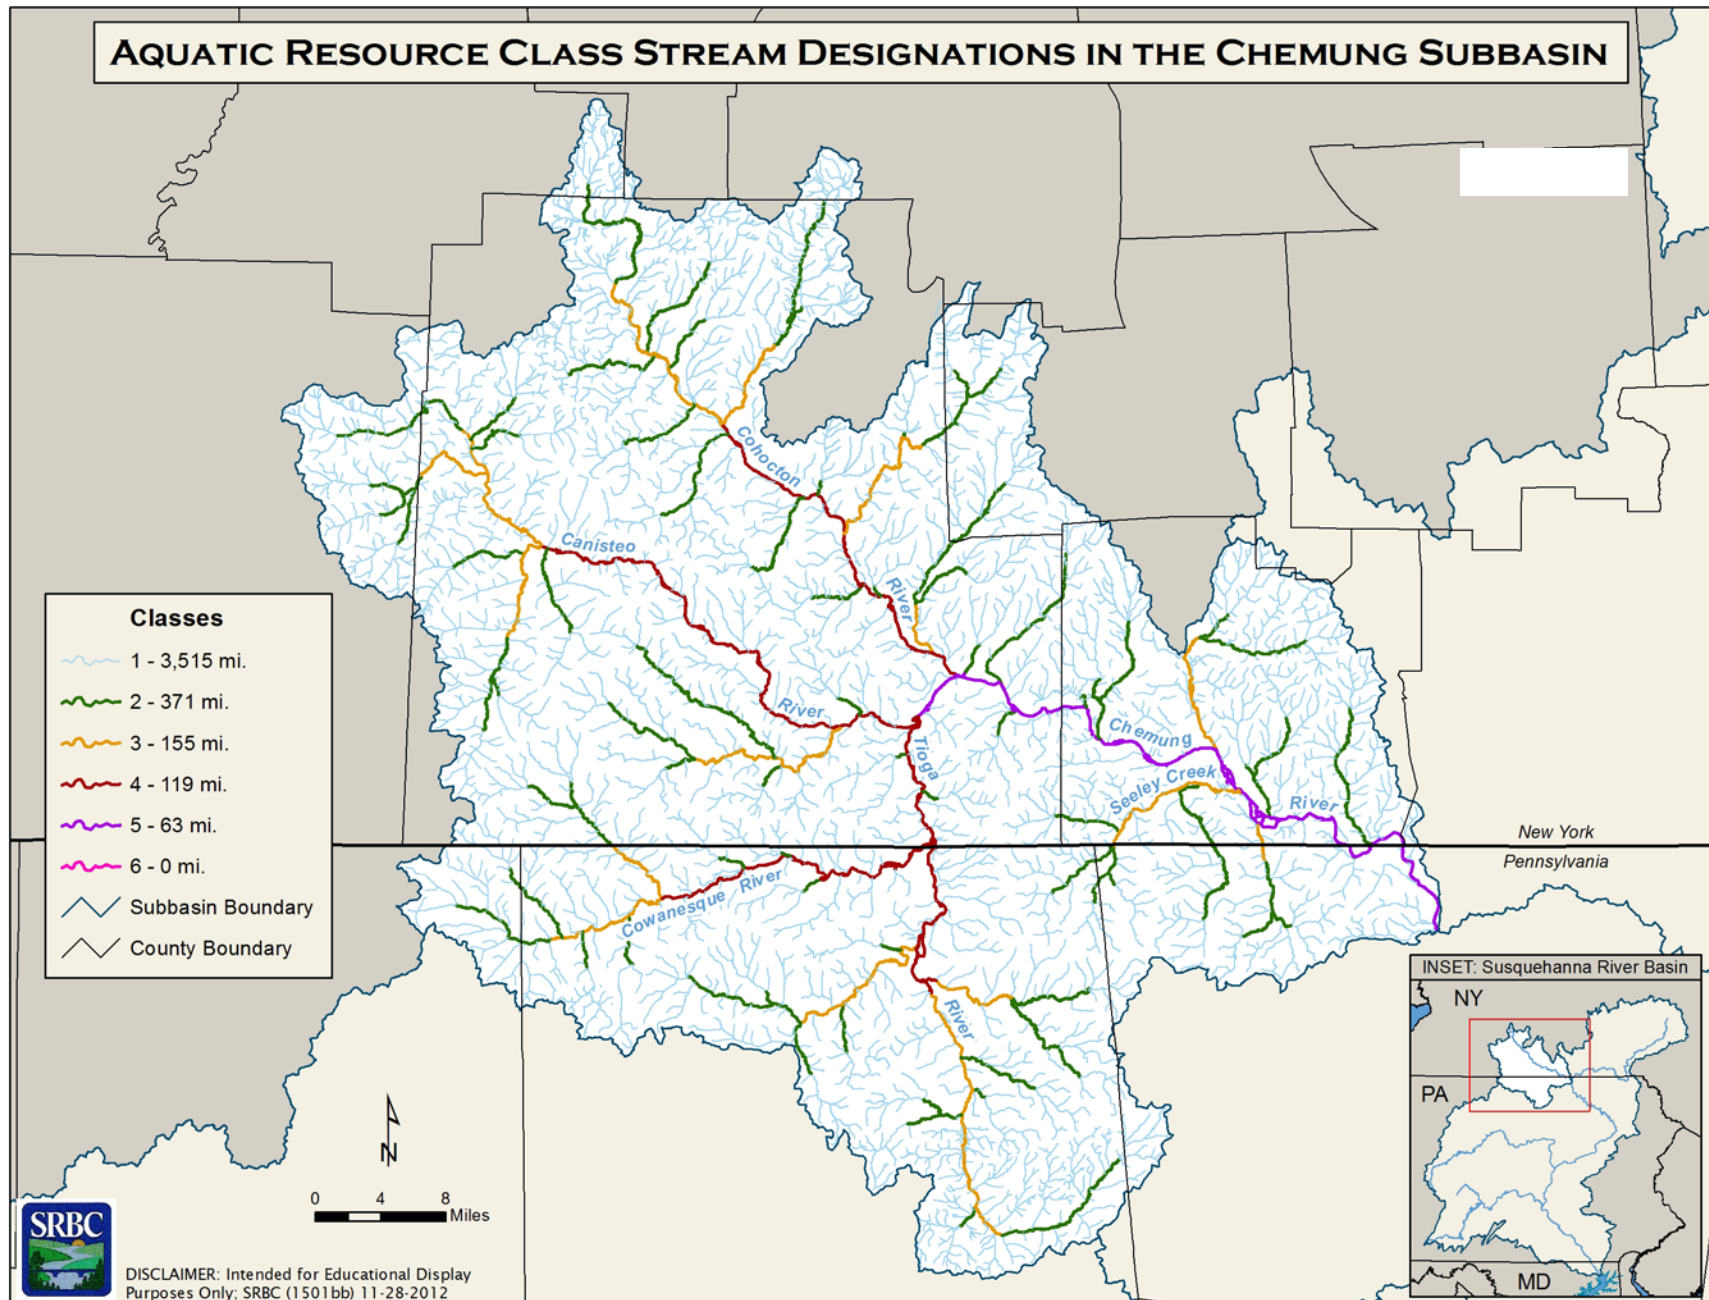 AQUATIC RESOURCE CLASS STREAM DESIGNATIONS IN THE CHEMUNG SUBBASIN
Cohocton
River
Canisteo
River
Tioga
River
Chemung
River
Seeley Creek
Cowanesque River
New York
Pennsylvania
Classes
1 - 3,515 mi.
2 - 371 mi.
3 - 155 mi.
4 - 119 mi.
5 - 63 mi.
6 - 0 mi.
Subbasin Boundary
County Boundary
N
0 4 8
Miles
SRBC
DISCLAIMER: Intended for Educational Display
Purposes Only; SRBC (1501bb) 11-28-2012
INSET: Susquehanna River Basin
NY
PA
MD